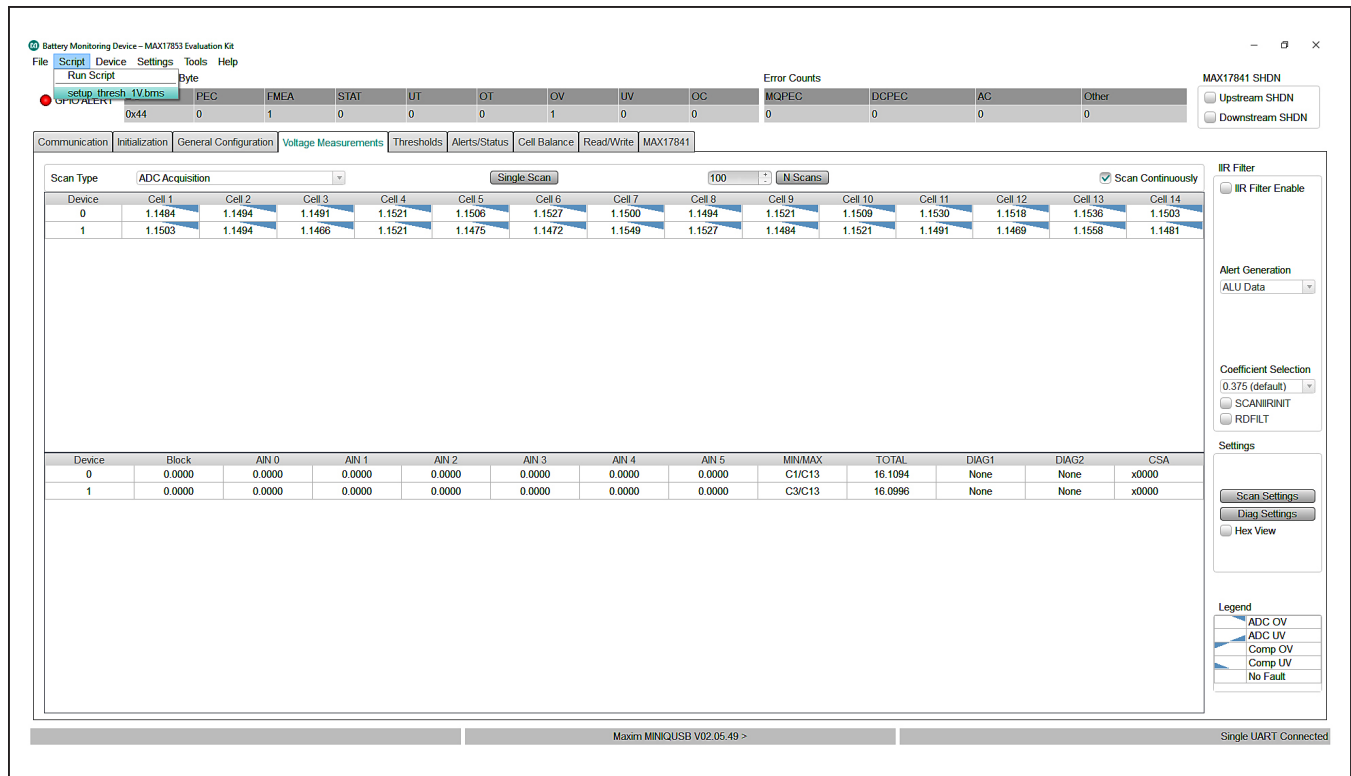 Battery Monitoring Device – MAX17853 Evaluation Kit
File Script Device Settings Tools Help
Run Script
setup_thresh_1V.bms
Byte
Error Counts
MAX17841 SHDN
GPIO ALERT
PEC FMEA STAT UT OT OV UV OC MQPEC DCPEC AC Other
0x44 0 1 0 0 0 1 0 0 0 0 0 0
Upstream SHDN
Downstream SHDN
Communication Initialization General Configuration Voltage Measurements Thresholds Alerts/Status Cell Balance Read/Write MAX17841
Scan Type ADC Acquisition Single Scan 100 N Scans Scan Continuously
Device Cell 1 Cell 2 Cell 3 Cell 4 Cell 5 Cell 6 Cell 7 Cell 8 Cell 9 Cell 10 Cell 11 Cell 12 Cell 13 Cell 14
0 1.1484 1.1494 1.1491 1.1521 1.1506 1.1527 1.1500 1.1494 1.1521 1.1509 1.1530 1.1518 1.1536 1.1503
1 1.1503 1.1494 1.1466 1.1521 1.1475 1.1472 1.1549 1.1527 1.1484 1.1521 1.1491 1.1469 1.1558 1.1481
Device Block AIN 0 AIN 1 AIN 2 AIN 3 AIN 4 AIN 5 MIN/MAX TOTAL DIAG1 DIAG2 CSA
0 0.0000 0.0000 0.0000 0.0000 0.0000 0.0000 0.0000 C1/C13 16.1094 None None x0000
1 0.0000 0.0000 0.0000 0.0000 0.0000 0.0000 0.0000 C3/C13 16.0996 None None x0000
IIR Filter
IIR Filter Enable
Alert Generation
ALU Data
Coefficient Selection
0.375 (default)
SCANIIRINIT
RDFILT
Settings
Scan Settings
Diag Settings
Hex View
Legend
ADC OV
ADC UV
Comp OV
Comp UV
No Fault
Maxim MINIQUSB V02.05.49 >
Single UART Connected